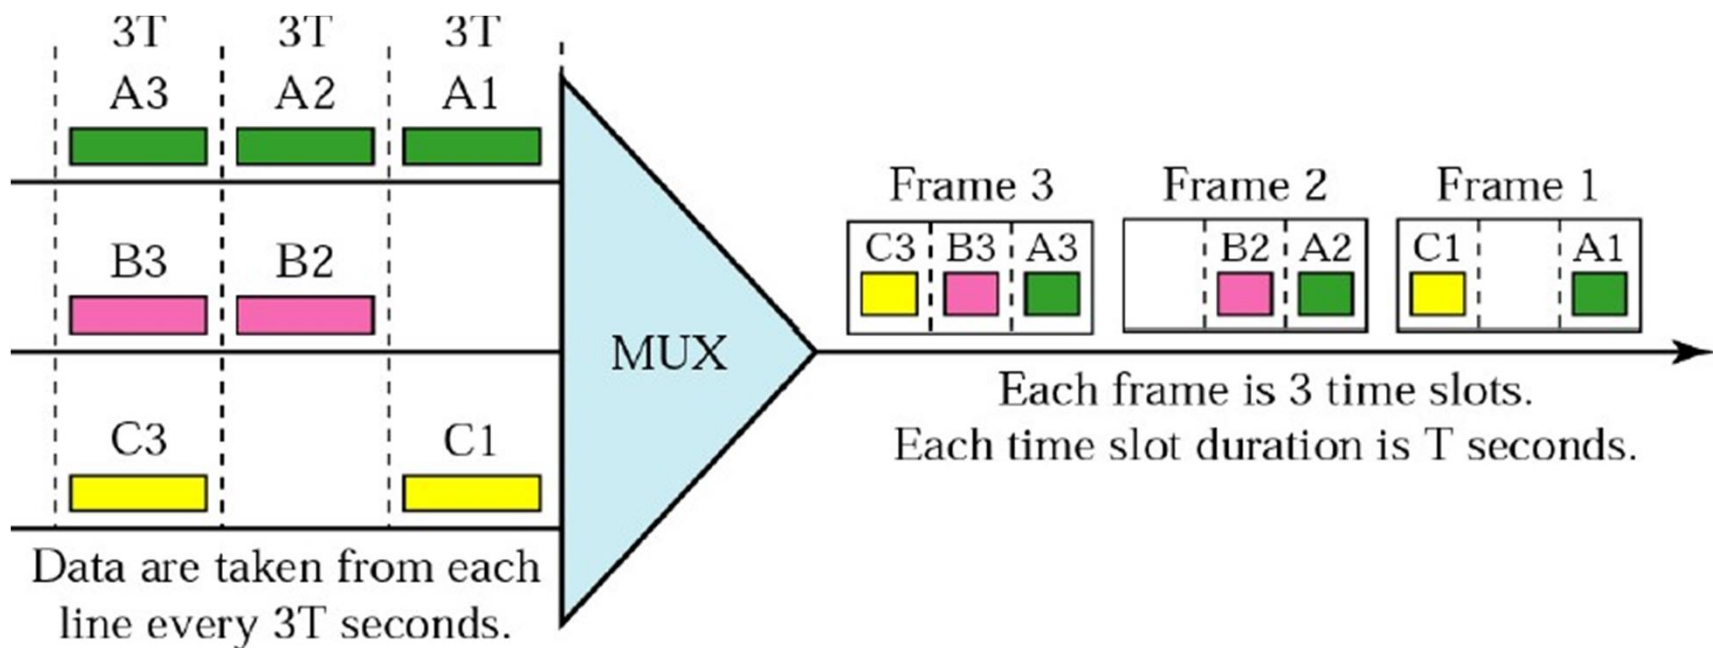 3T 3T 3T
A3 A2 A1
B3 B2
C3 C1
Data are taken from each
line every 3T seconds.
MUX
Frame 3 Frame 2 Frame 1
C3 B3 A3 B2 A2 C1 A1
Each frame is 3 time slots.
Each time slot duration is T seconds.